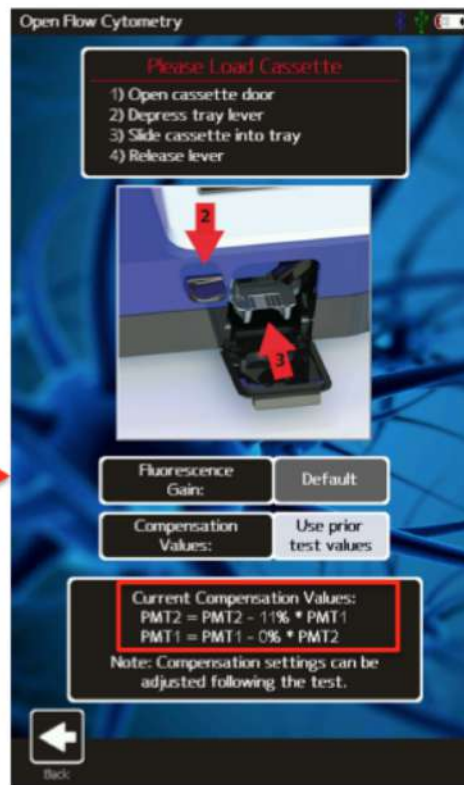 Open Flow Cytometry
Please Load Cassette
1) Open cassette door
2) Depress tray lever
3) Slide cassette into tray
4) Release lever
2
3
Fluorescence
Gain:
Default
Compensation
Values:
Use prior
test values
Current Compensation Values:
PMT2 = PMT2 - 11% * PMT1
PMT1 = PMT1 - 0% * PMT2
Note: Compensation settings can be
adjusted following the test.
Back